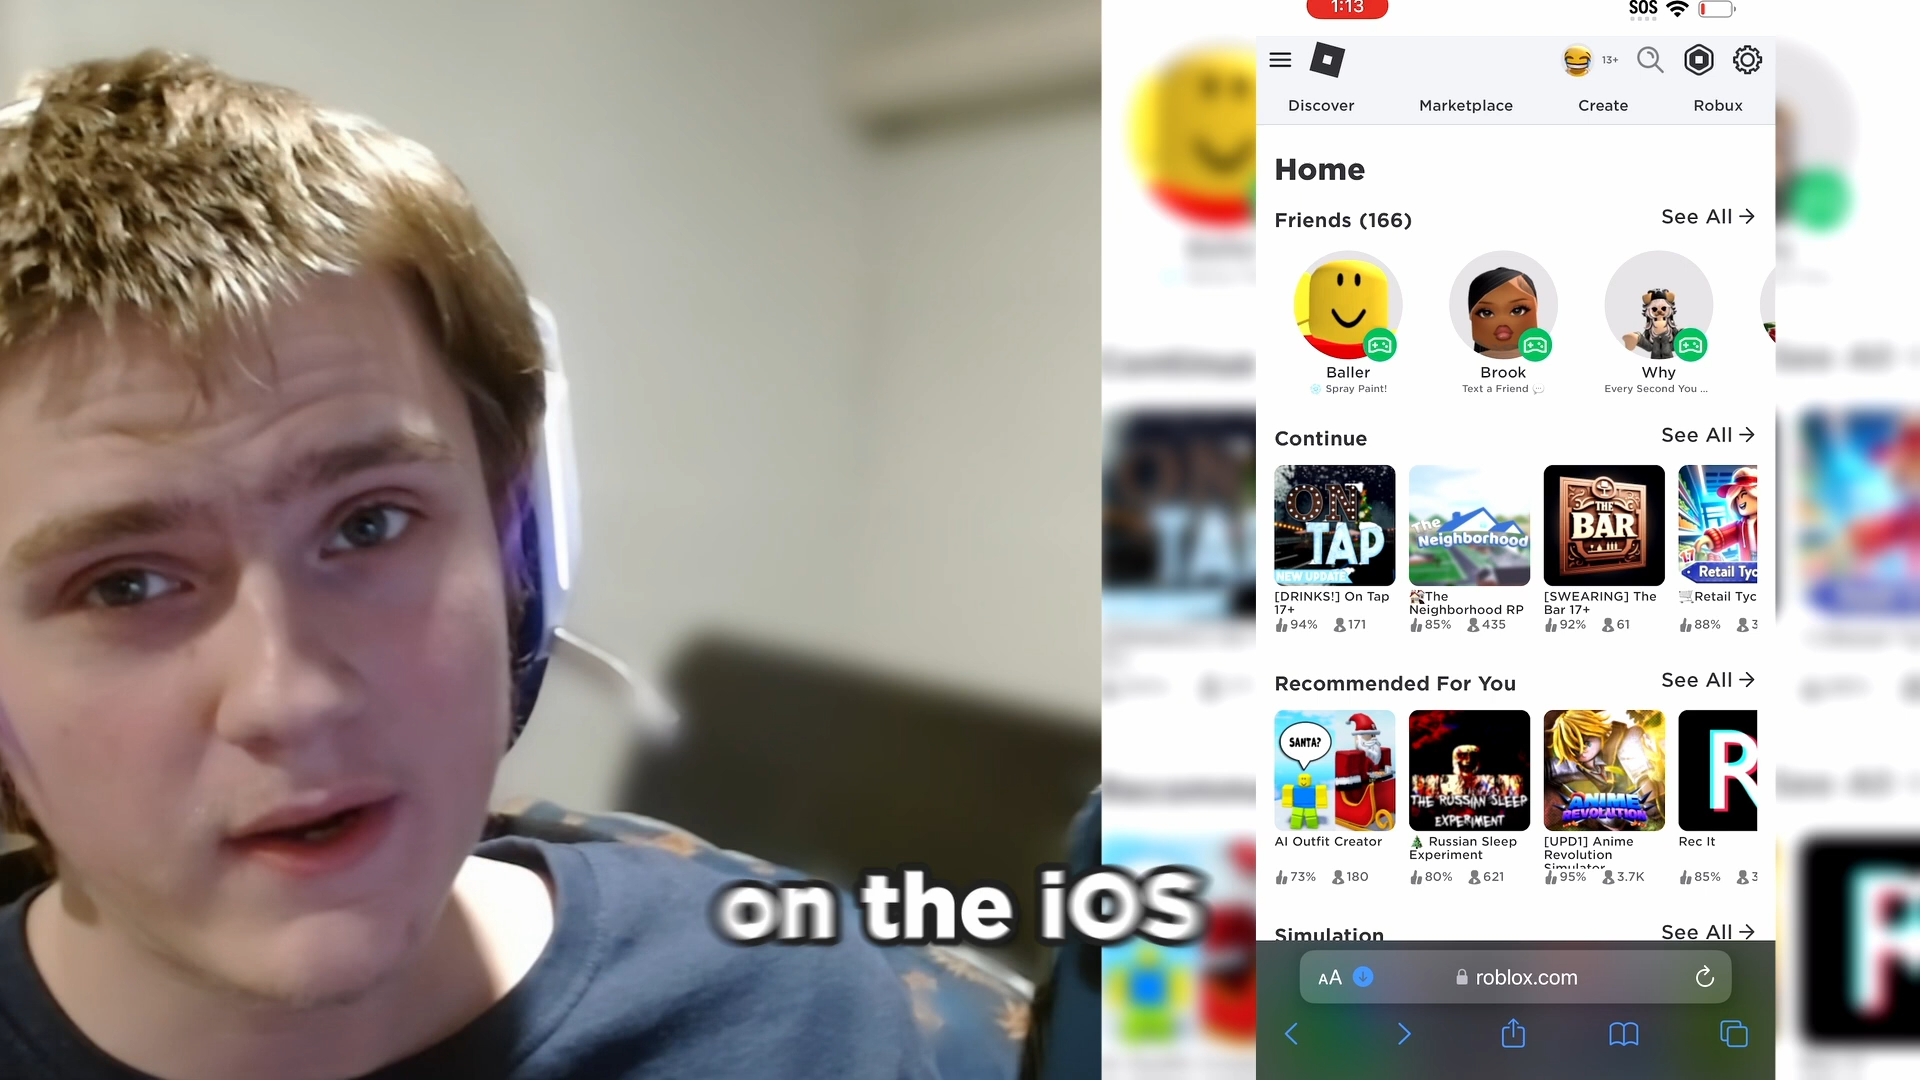 1:13
SOS
13+
Discover
Marketplace
Create
Robux
Home
Friends (166)
See All
Baller
Spray Paint!
Brook
Text a Friend
Why
Every Second You ...
Continue
See All
ON
TAP
NEW UPDATE
The
Neighborhood
THE
BAR
Retail Tyc
[DRINKS!] On Tap
17+
94%
171
The
Neighborhood RP
85%
435
[SWEARING] The
Bar 17+
92%
61
Retail Tyc
88%
3
Recommended For You
See All
SANTA?
THE RUSSIAN SLEEP
EXPERIMENT
ANIME
REVOLUTION
R
AI Outfit Creator
73%
180
Russian Sleep
Experiment
80%
621
[UPD1] Anime
Revolution
Simulator
95%
3.7K
Rec It
85%
3
Simulation
See All
on the iOS
AA
roblox.com